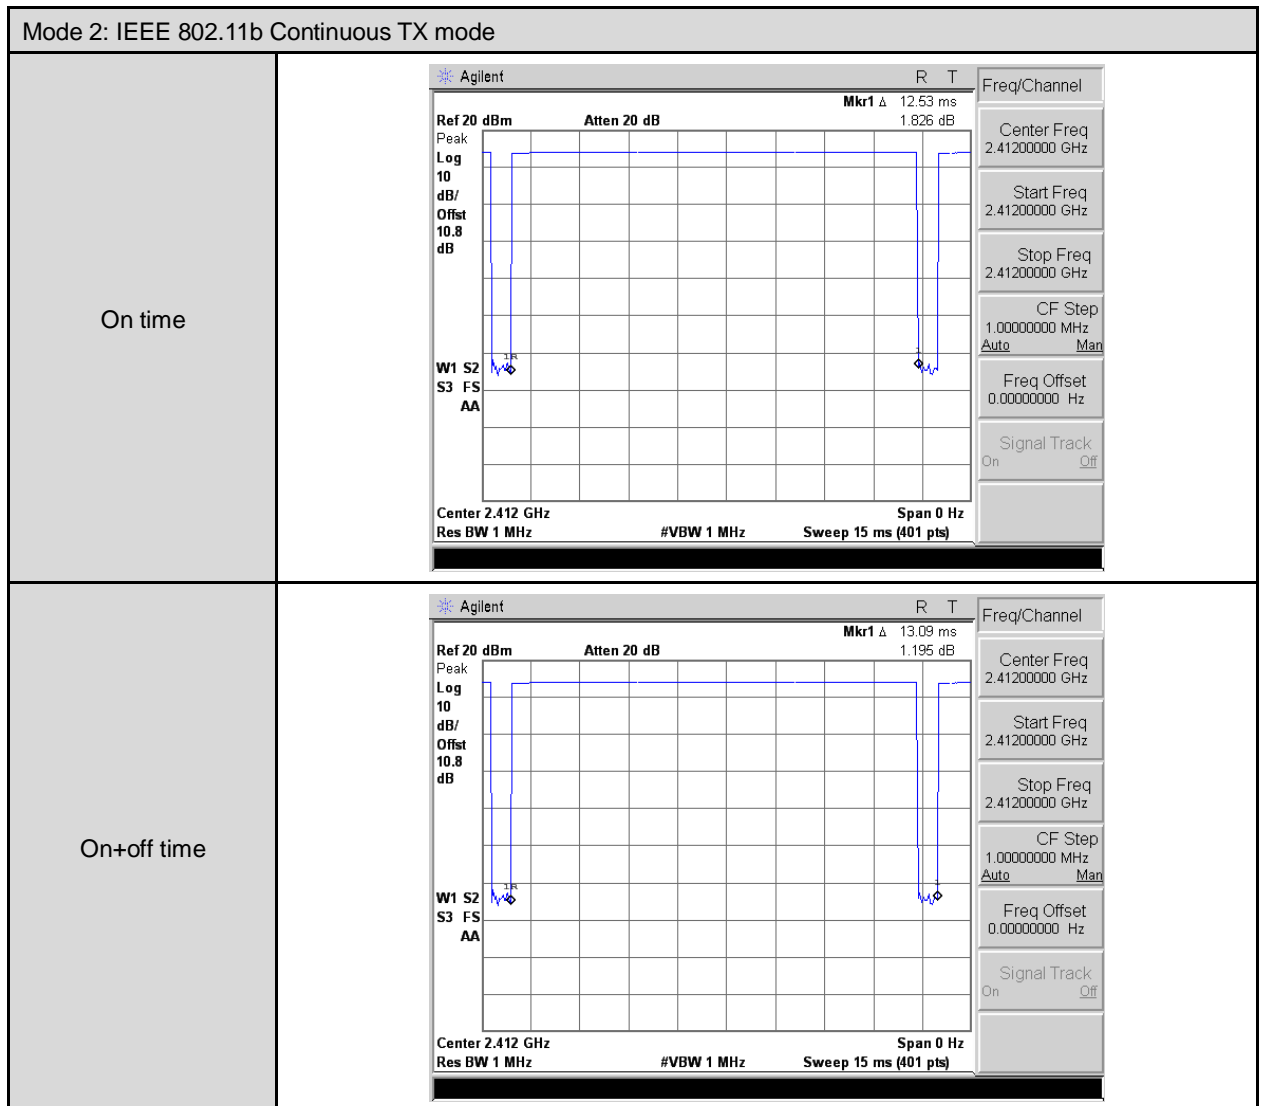 Mode 2: IEEE 802.11b Continuous TX mode
On time
Agilent R T
Mkr1 Δ 12.53 ms
Ref 20 dBm Atten 20 dB 1.826 dB
Peak
Log
10
dB/
Offst
10.8
dB
1R
1
W1 S2
S3 FS
AA
Center 2.412 GHz Span 0 Hz
Res BW 1 MHz #VBW 1 MHz Sweep 15 ms (401 pts)
Freq/Channel
Center Freq
2.41200000 GHz
Start Freq
2.41200000 GHz
Stop Freq
2.41200000 GHz
CF Step
1.00000000 MHz
Auto Man
Freq Offset
0.00000000 Hz
Signal Track
On Off
On+off time
Agilent R T
Mkr1 Δ 13.09 ms
Ref 20 dBm Atten 20 dB 1.195 dB
Peak
Log
10
dB/
Offst
10.8
dB
1R
1
W1 S2
S3 FS
AA
Center 2.412 GHz Span 0 Hz
Res BW 1 MHz #VBW 1 MHz Sweep 15 ms (401 pts)
Freq/Channel
Center Freq
2.41200000 GHz
Start Freq
2.41200000 GHz
Stop Freq
2.41200000 GHz
CF Step
1.00000000 MHz
Auto Man
Freq Offset
0.00000000 Hz
Signal Track
On Off